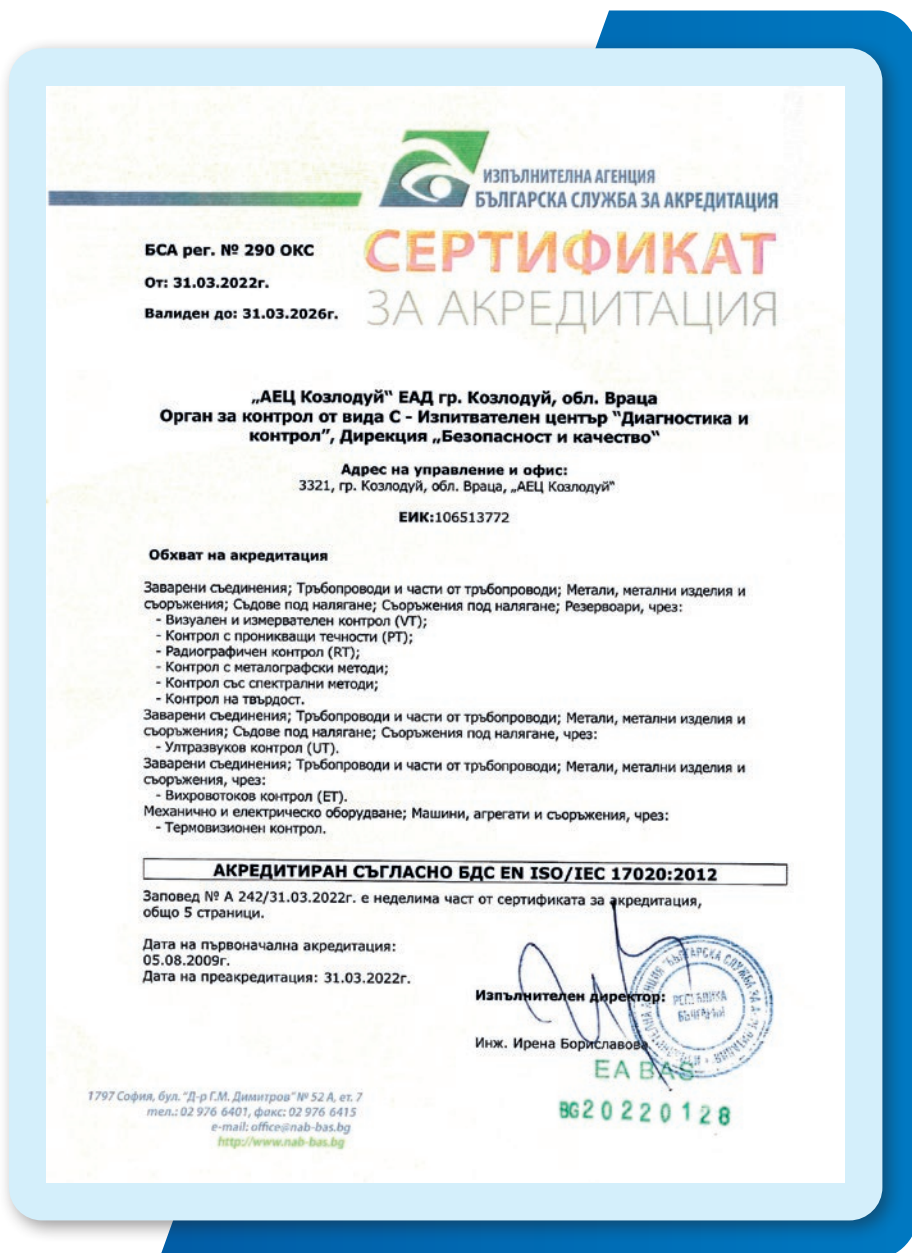 ИЗПЪЛНИТЕЛНА АГЕНЦИЯ
БЪЛГАРСКА СЛУЖБА ЗА АКРЕДИТАЦИЯ
СЕРТИФИКАТ
ЗА АКРЕДИТАЦИЯ
БСА рег. № 290 ОКС
От: 31.03.2022г.
Валиден до: 31.03.2026г.
„АЕЦ Козлодуй“ ЕАД гр. Козлодуй, обл. Враца
Орган за контрол от вида С - Изпитвателен център "Диагностика и
контрол", Дирекция „Безопасност и качество“
Адрес на управление и офис:
3321, гр. Козлодуй, обл. Враца, „АЕЦ Козлодуй“
ЕИК:106513772
Обхват на акредитация
Заварени съединения; Тръбопроводи и части от тръбопроводи; Метали, метални изделия и
съоръжения; Съдове под налягане; Съоръжения под налягане; Резервоари, чрез:
- Визуален и измервателен контрол (VT);
- Контрол с проникващи течности (PT);
- Радиографичен контрол (RT);
- Контрол с металографски методи;
- Контрол със спектрални методи;
- Контрол на твърдост.
Заварени съединения; Тръбопроводи и части от тръбопроводи; Метали, метални изделия и
съоръжения; Съдове под налягане; Съоръжения под налягане, чрез:
- Ултразвуков контрол (UT).
Заварени съединения; Тръбопроводи и части от тръбопроводи; Метали, метални изделия и
съоръжения, чрез:
- Вихровотоков контрол (ET).
Механично и електрическо оборудване; Машини, агрегати и съоръжения, чрез:
- Термовизионен контрол.
АКРЕДИТИРАН СЪГЛАСНО БДС EN ISO/IEC 17020:2012
Заповед № А 242/31.03.2022г. е неделима част от сертификата за акредитация,
общо 5 страници.
Дата на първоначална акредитация:
05.08.2009г.
Дата на преакредитация: 31.03.2022г.
Изпълнителен директор:
РЕПУБЛИКА
БЪЛГАРИЯ
Инж. Ирена Бориславова
EA BAS
BG20220128
1797 София, бул. "Д-р Г.М. Димитров" № 52 А, ет. 7
тел.: 02 976 6401, факс: 02 976 6415
e-mail: office@nab-bas.bg
http://www.nab-bas.bg